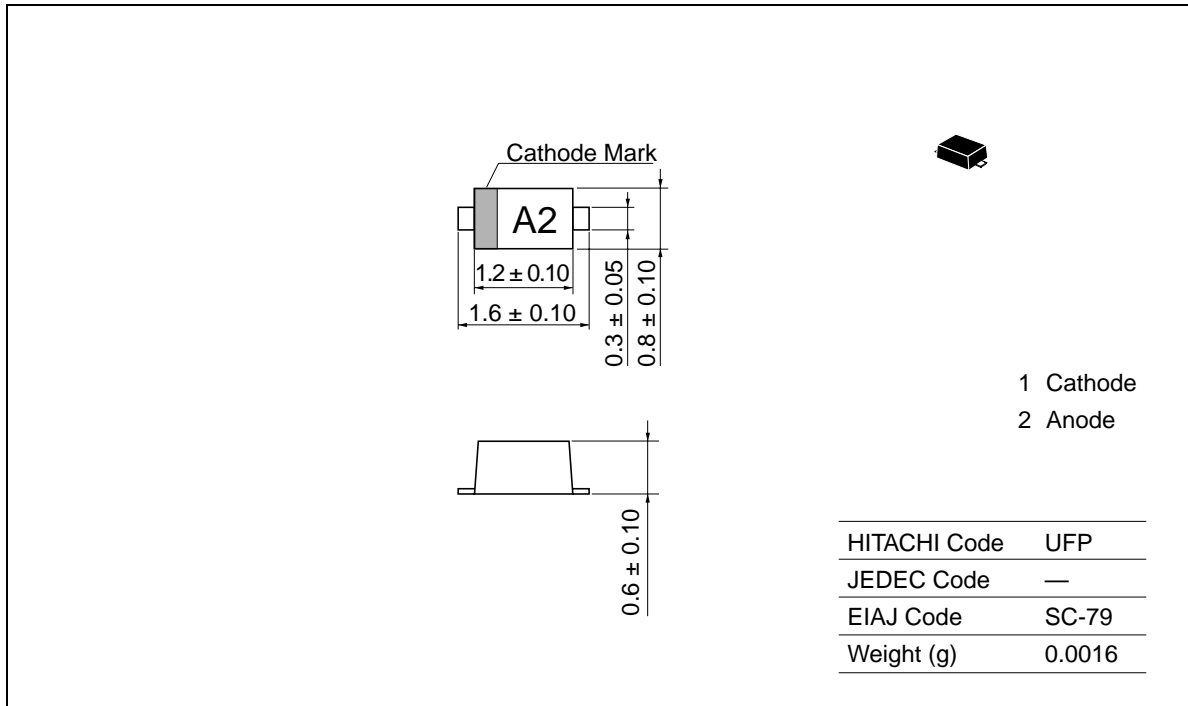 Cathode Mark
A2
1.2 ± 0.10
1.6 ± 0.10
0.3 ± 0.05
0.8 ± 0.10
1 Cathode
2 Anode
0.6 ± 0.10
HITACHI Code UFP
JEDEC Code —
EIAJ Code SC-79
Weight (g) 0.0016